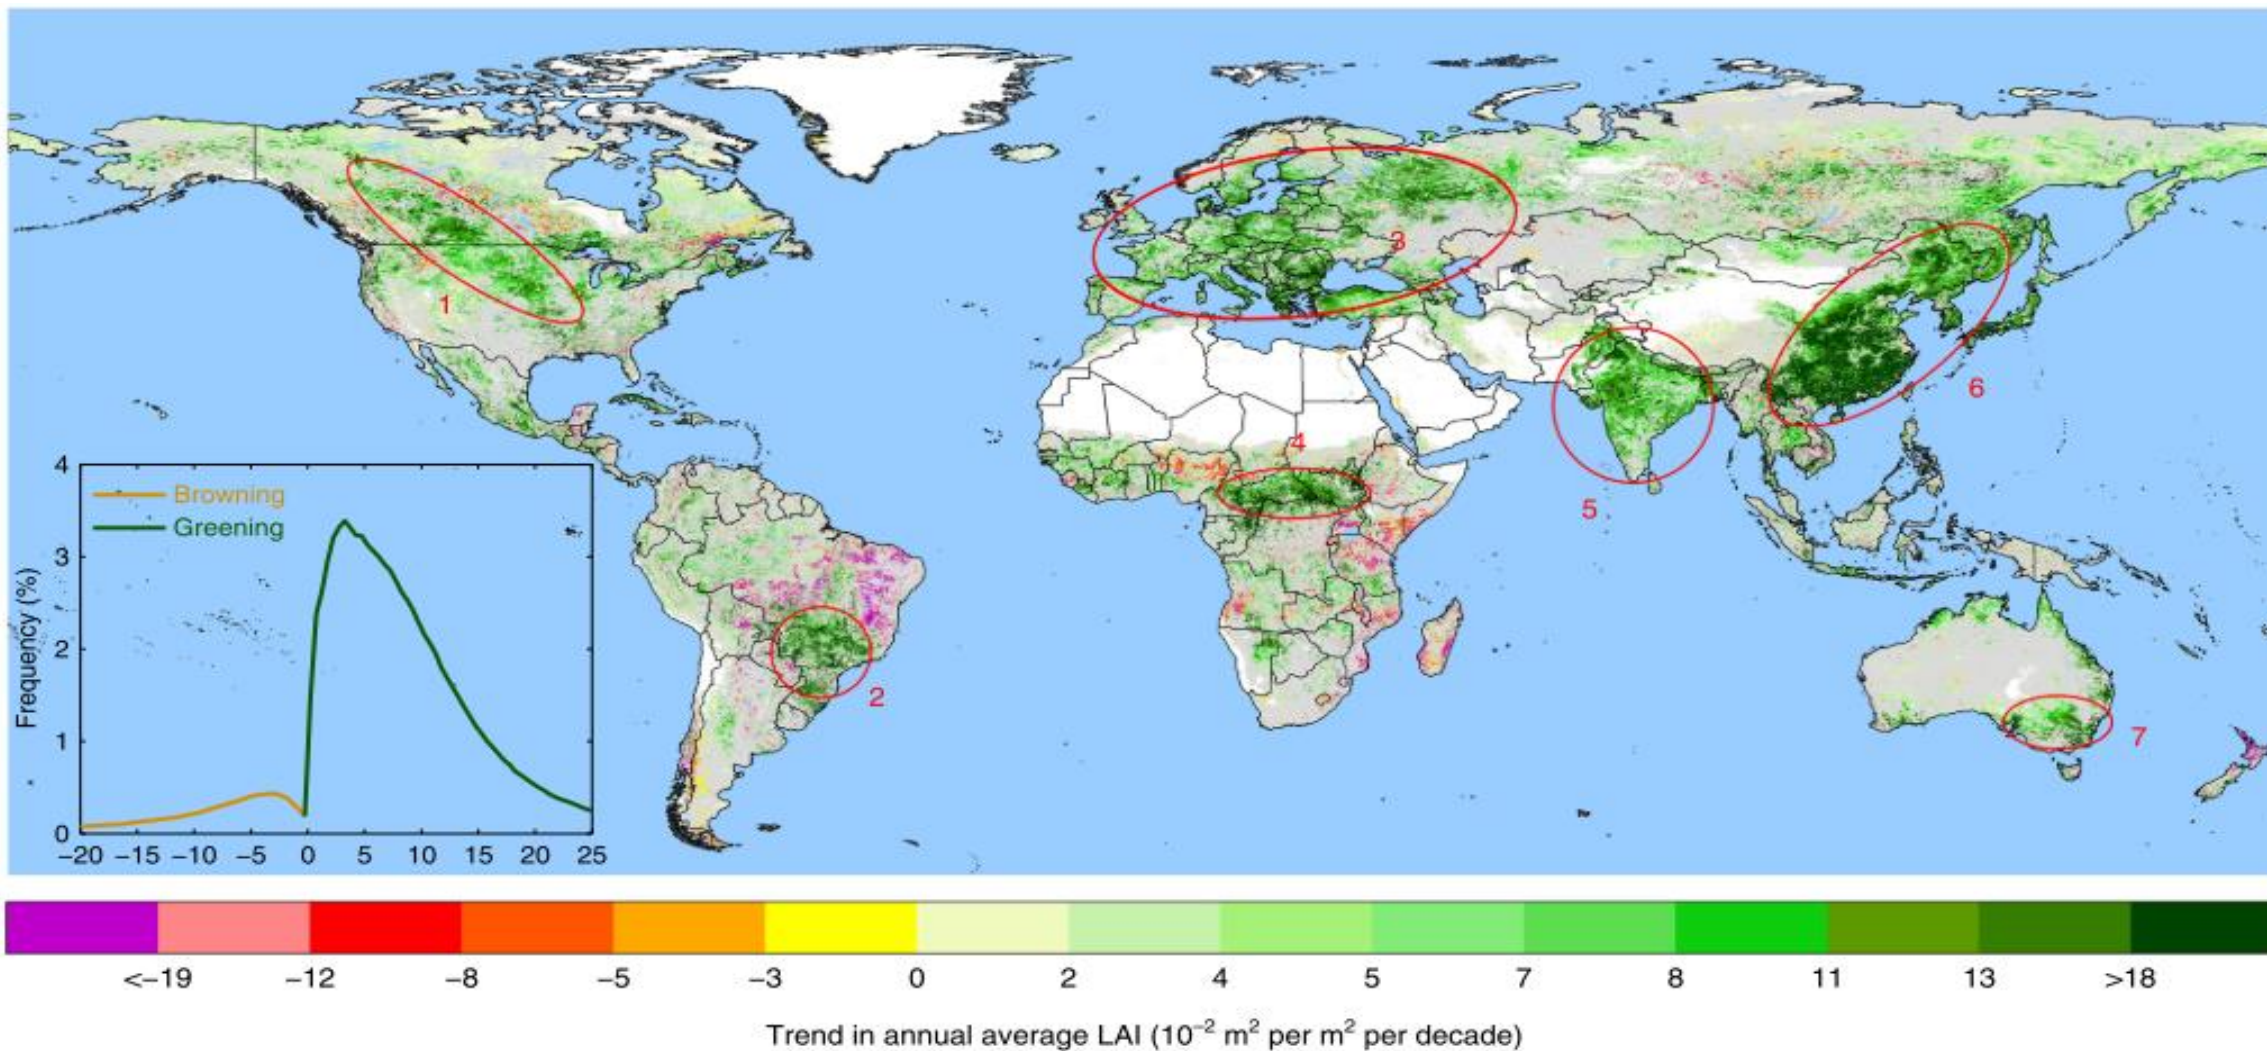 1
2
3
4
5
6
7
4
3
2
1
0
Frequency (%)
Browning
Greening
−20 −15 −10 −5 0 5 10 15 20 25
<−19 −12 −8 −5 −3 0 2 4 5 7 8 11 13 >18
Trend in annual average LAI (10⁻² m² per m² per decade)